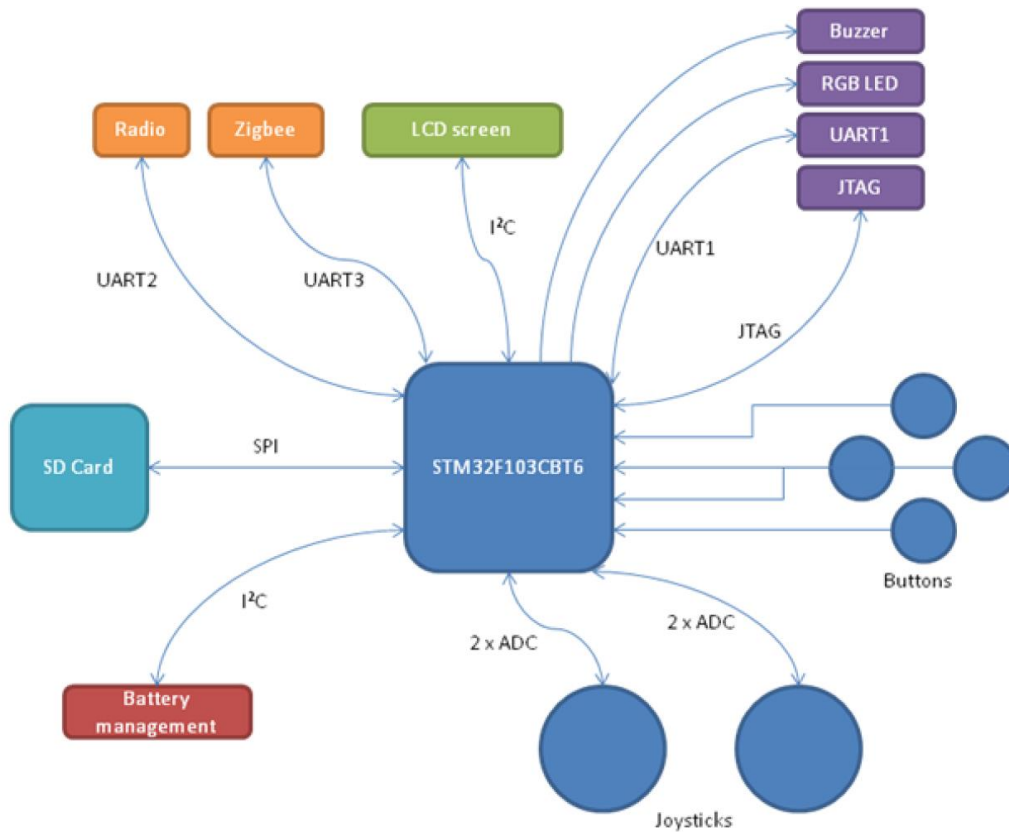 Buzzer
RGB LED
Radio
Zigbee
LCD screen
UART1
JTAG
I²C
UART1
UART2
UART3
JTAG
SD Card
SPI
STM32F103CBT6
Buttons
I²C
2 x ADC
2 x ADC
Battery
management
Joysticks